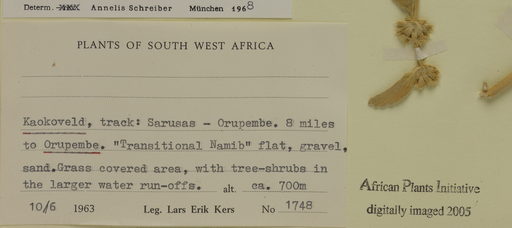 Determ. Annelis Schreiber München 1968
PLANTS OF SOUTH WEST AFRICA
Kaokoveld, track: Sarusas - Orupembe. 8 miles
to Orupembe. "Transitional Namib" flat, gravel,
sand.Grass covered area, with tree-shrubs in
the larger water run-offs. alt. ca. 700m
10/6 1963 Leg. Lars Erik Kers No 1748
African Plants Initiative
digitally imaged 2005